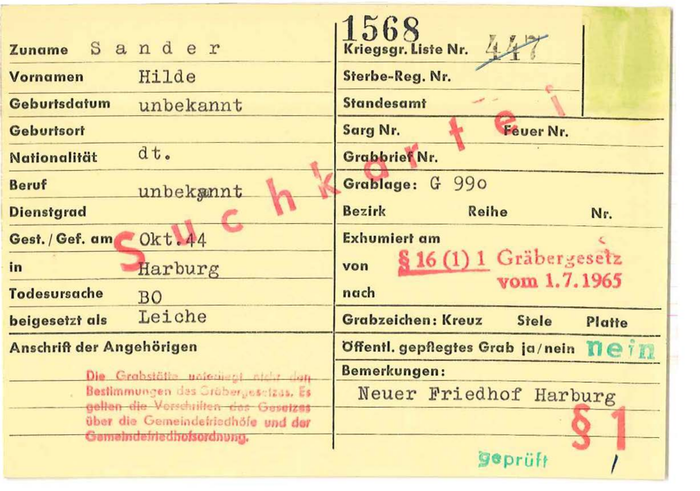 Zuname Sander
Vornamen Hilde
Geburtsdatum unbekannt
Geburtsort
Nationalität dt.
Beruf unbekannt
Dienstgrad
Gest./Gef. am Okt.44
in Harburg
Todesursache BO
beigesetzt als Leiche
Anschrift der Angehörigen
Die Grabstätte unterliegt nicht den
Bestimmungen des Gräbergesetzes. Es
gelten die Vorschriften des Gesetzes
über die Gemeindefriedhöfe und der
Gemeindefriedhofsordnung.
Suchkartei
1568
Kriegsgr. Liste Nr. 447
Sterbe-Reg. Nr.
Standesamt
Sarg Nr. Feuer Nr.
Grabbrief Nr.
Grablage: G 990
Bezirk Reihe Nr.
Exhumiert am
von § 16 (1) 1 Gräbergesetz
vom 1.7.1965
nach
Grabzeichen: Kreuz Stele Platte
Öffentl. gepflegtes Grab ja/nein nein
Bemerkungen:
Neuer Friedhof Harburg
§ 1
geprüft